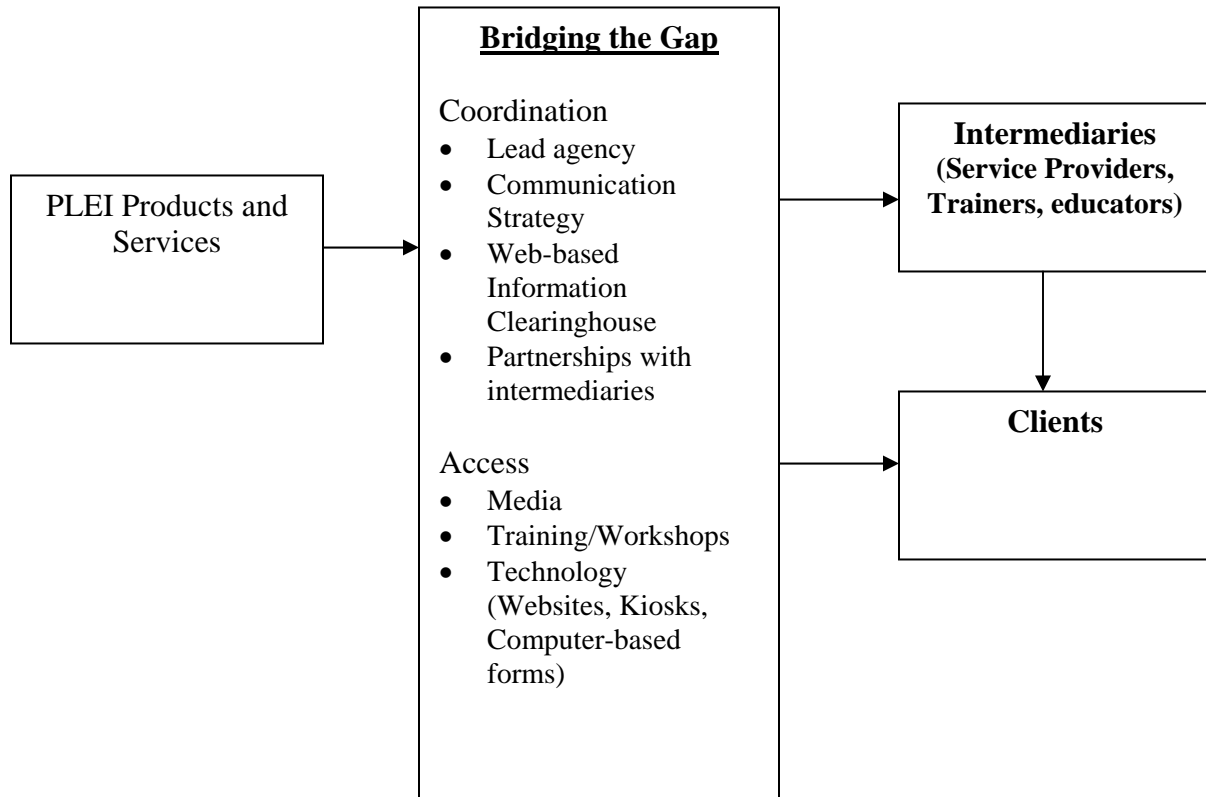 PLEI Products and
Services
Bridging the Gap
Coordination
• Lead agency
• Communication
Strategy
• Web-based
Information
Clearinghouse
• Partnerships with
intermediaries
Access
• Media
• Training/Workshops
• Technology
(Websites, Kiosks,
Computer-based
forms)
Intermediaries
(Service Providers,
Trainers, educators)
Clients